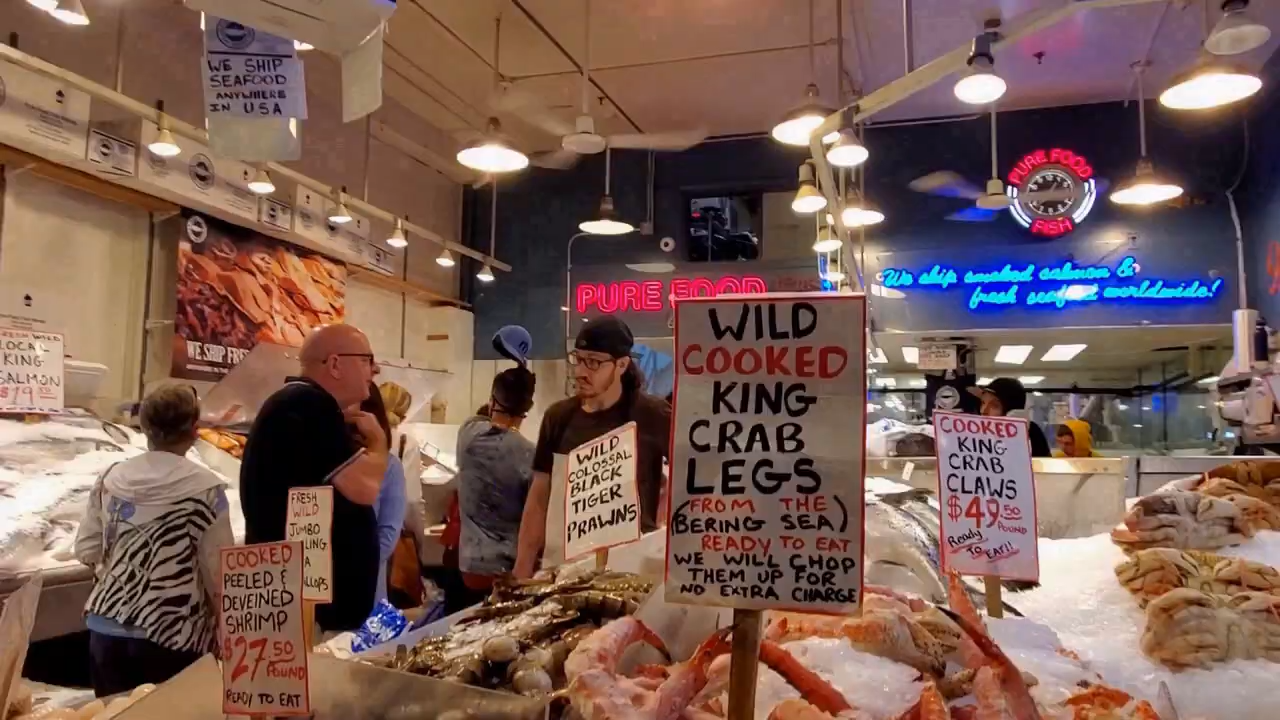 WE SHIP
SEAFOOD
ANYWHERE
IN USA
PURE FOOD
FISH
We ship smoked salmon &
fresh seafood worldwide!
PURE FOOD
WE SHIP
FRESH WILD
LOCAL
KING
SALMON
WILD
COLOSSAL
BLACK
TIGER
PRAWNS
WILD
COOKED
KING
CRAB
LEGS
(FROM THE
BERING SEA)
READY TO EAT
WE WILL CHOP
THEM UP FOR
NO EXTRA CHARGE
COOKED
KING
CRAB
CLAWS
$49.50
POUND
Ready
TO EAT!!
FRESH
WILD
JUMBO
COOKED
PEELED &
DEVEINED
SHRIMP
$27.50
POUND
READY TO EAT